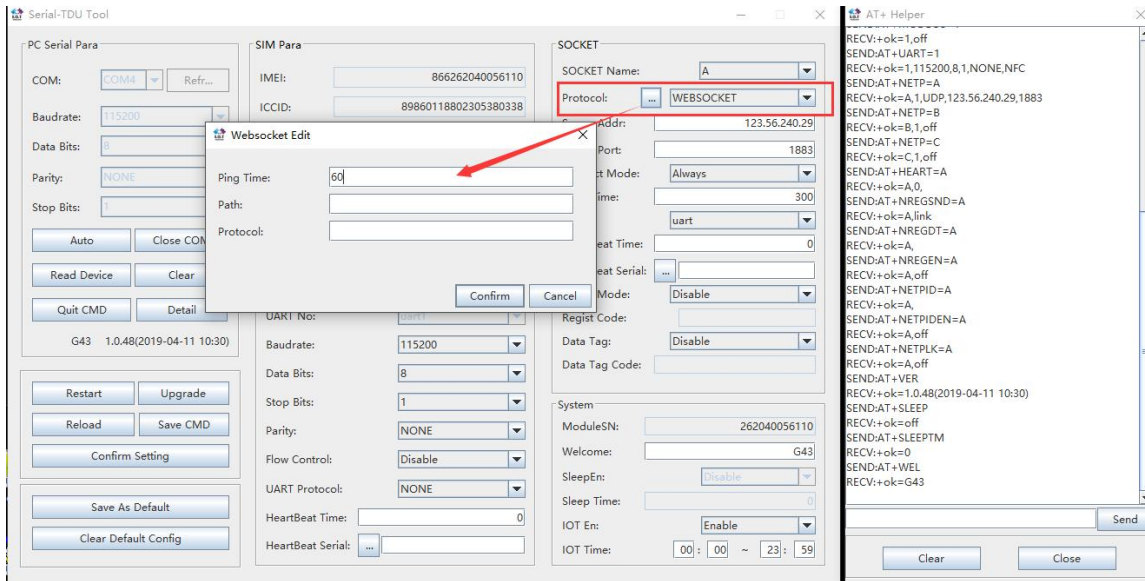 Serial-TDU Tool
PC Serial Para
COM: COM4 Refr...
Baudrate: 115200
Data Bits: 8
Parity: NONE
Stop Bits: 1
Auto
Read Device Clear
Quit CMD Detail
G43 1.0.48(2019-04-11 10:30)
Restart Upgrade
Reload Save CMD
Confirm Setting
Save As Default
Clear Default Config
SIM Para
IMEI: 866262040056110
ICCID: 89860118802305380338
Websocket Edit
Ping Time: 60
Path:
Protocol:
Confirm Cancel
UART No: uart1
Baudrate: 115200
Data Bits: 8
Stop Bits: 1
Parity: NONE
Flow Control: Disable
UART Protocol: NONE
HeartBeat Time: 0
HeartBeat Serial: ...
SOCKET
SOCKET Name: A
Protocol: ... WEBSOCKET
Addr: 123.56.240.29
Port: 1883
Mode: Always
300
uart
Time: 0
Serial: ...
Mode: Disable
Regist Code:
Data Tag: Disable
Data Tag Code:
System
ModuleSN: 262040056110
Welcome: G43
SleepEn: Disable
Sleep Time: 0
IOT En: Enable
IOT Time: 00 : 00 ~ 23 : 59
AT+ Helper
RECV:+ok=1,off
SEND:AT+UART=1
RECV:+ok=1,115200,8,1,NONE,NFC
SEND:AT+NETP=A
RECV:+ok=A,1,UDP,123.56.240.29,1883
SEND:AT+NETP=B
RECV:+ok=B,1,off
SEND:AT+NETP=C
RECV:+ok=C,1,off
SEND:AT+HEART=A
RECV:+ok=A,0,
SEND:AT+NREGSND=A
RECV:+ok=A,link
SEND:AT+NREGDT=A
RECV:+ok=A,
SEND:AT+NREGEN=A
RECV:+ok=A,off
SEND:AT+NETPID=A
RECV:+ok=A,
SEND:AT+NETPIDEN=A
RECV:+ok=A,off
SEND:AT+NETPLK=A
RECV:+ok=A,off
SEND:AT+VER
RECV:+ok=1.0.48(2019-04-11 10:30)
SEND:AT+SLEEP
RECV:+ok=off
SEND:AT+SLEEPTM
RECV:+ok=0
SEND:AT+WEL
RECV:+ok=G43
Send
Clear Close